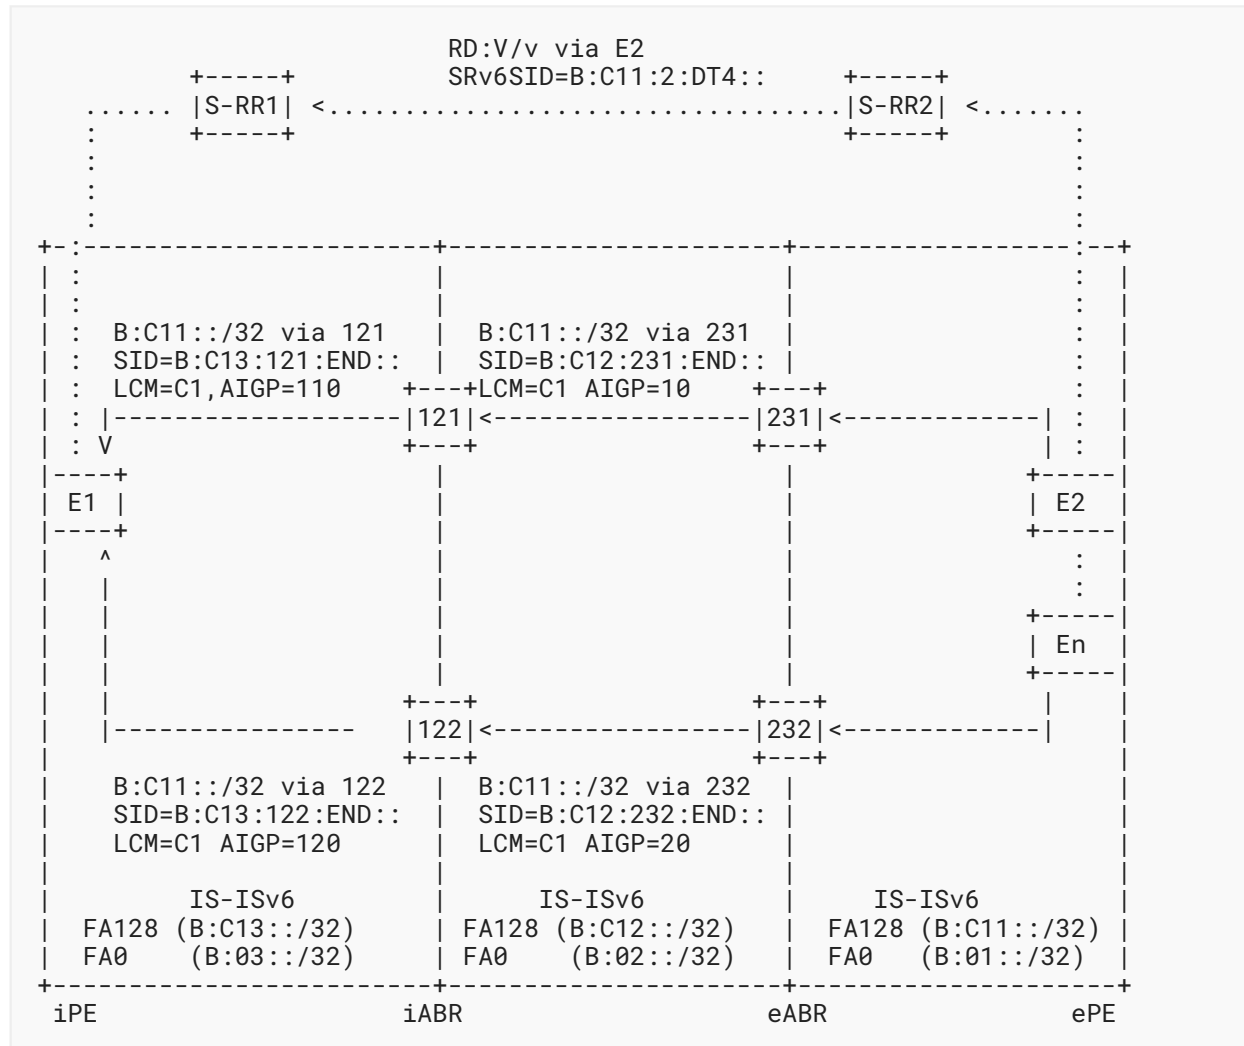 RD:V/v via E2
+-----+ SRv6SID=B:C11:2:DT4:: +-----+
...... |S-RR1| <..................................|S-RR2| <.......
: +-----+ +-----+ :
: :
: :
: :
+-:-----------------------+----------------------+------------------:--+
| : | | : |
| : | | : |
| : B:C11::/32 via 121 | B:C11::/32 via 231 | : |
| : SID=B:C13:121:END:: | SID=B:C12:231:END:: | : |
| : LCM=C1,AIGP=110 +---+LCM=C1 AIGP=10 +---+ : |
| : |-------------------|121|<-----------------|231|<-------------| : |
| : V +---+ +---+ | : |
|----+ | | +-----|
| E1 | | | | E2 |
|----+ | | +-----|
| ^ | | : |
| | | | : |
| | | | +-----|
| | | | | En |
| | | | +-----|
| | +---+ +---+ | |
| |---------------- |122|<-----------------|232|<-------------| |
| +---+ +---+ |
| B:C11::/32 via 122 | B:C11::/32 via 232 | |
| SID=B:C13:122:END:: | SID=B:C12:232:END:: | |
| LCM=C1 AIGP=120 | LCM=C1 AIGP=20 | |
| | | |
| IS-ISv6 | IS-ISv6 | IS-ISv6 |
| FA128 (B:C13::/32) | FA128 (B:C12::/32) | FA128 (B:C11::/32) |
| FA0 (B:03::/32) | FA0 (B:02::/32) | FA0 (B:01::/32) |
+-------------------------+----------------------+---------------------+
iPE iABR eABR ePE